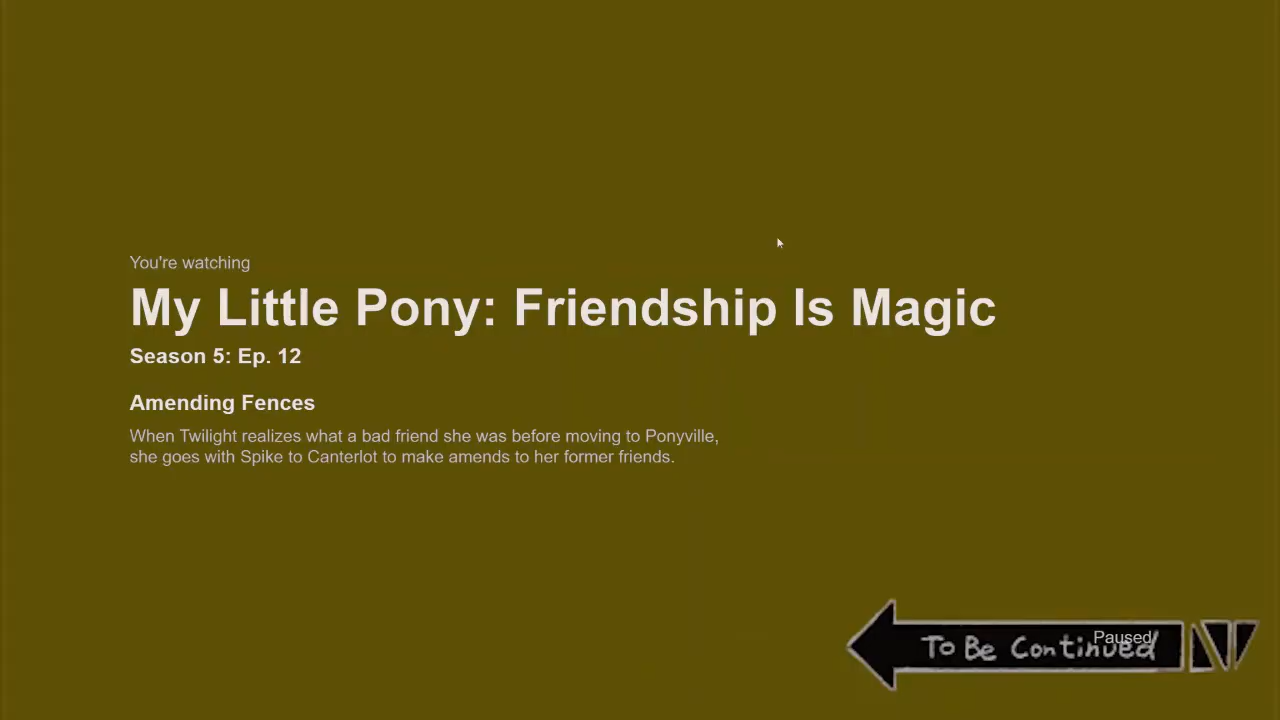 You're watching
My Little Pony: Friendship Is Magic
Season 5: Ep. 12
Amending Fences
When Twilight realizes what a bad friend she was before moving to Ponyville,
she goes with Spike to Canterlot to make amends to her former friends.
Paused
To Be Continued